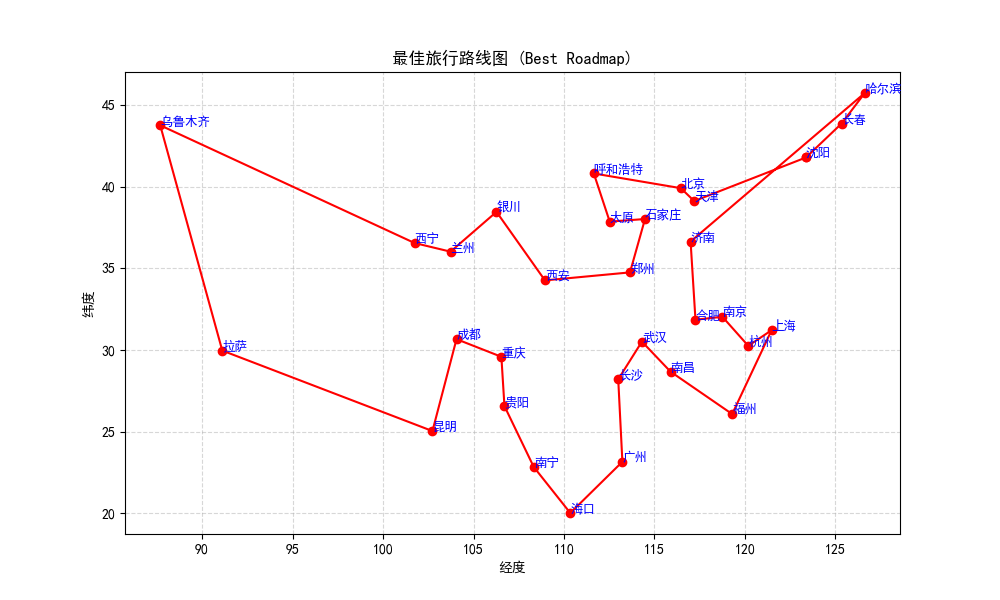 最佳旅行路线图 (Best Roadmap)
哈尔滨
长春
乌鲁木齐
沈阳
呼和浩特
北京
天津
银川
太原
石家庄
西宁
兰州
济南
西安
郑州
合肥
南京
上海
拉萨
成都
武汉
杭州
重庆
长沙
南昌
贵阳
福州
昆明
南宁
广州
海口
45
40
35
30
25
20
纬度
90
95
100
105
110
115
120
125
经度